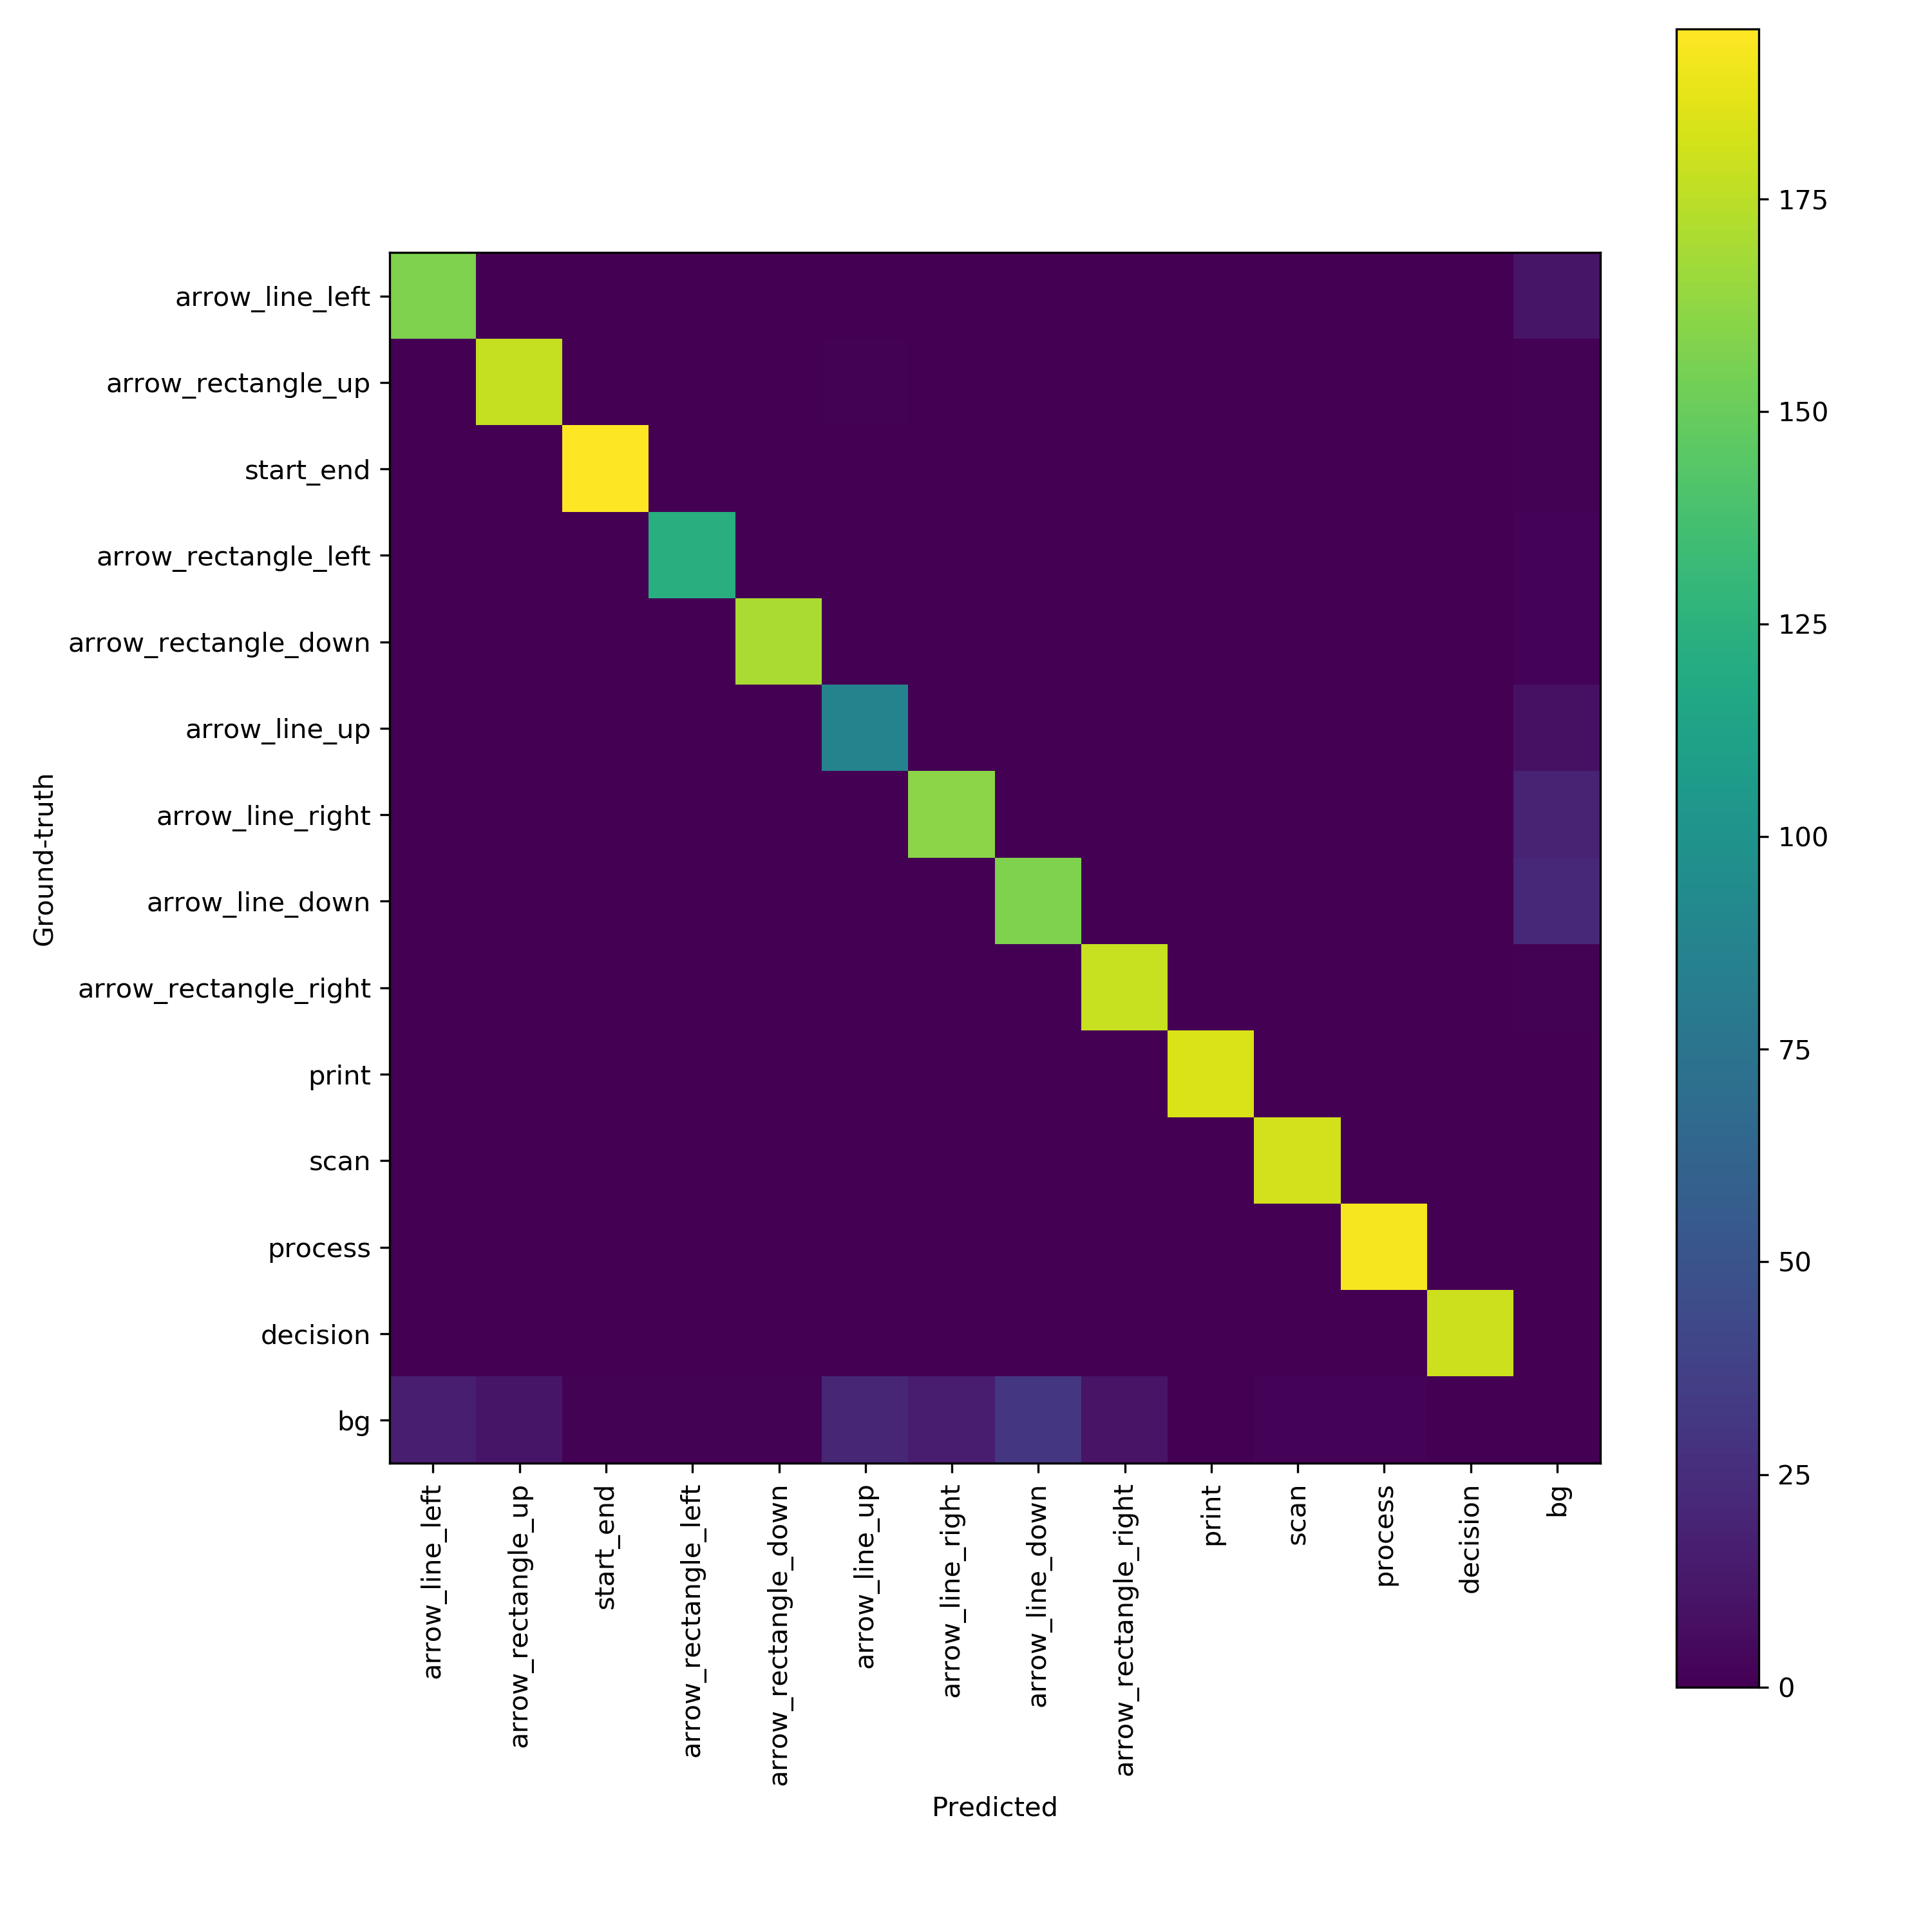 arrow_line_left
arrow_rectangle_up
start_end
arrow_rectangle_left
arrow_rectangle_down
arrow_line_up
arrow_line_right
arrow_line_down
arrow_rectangle_right
print
scan
process
decision
bg
Ground-truth
arrow_line_left
arrow_rectangle_up
start_end
arrow_rectangle_left
arrow_rectangle_down
arrow_line_up
arrow_line_right
arrow_line_down
arrow_rectangle_right
print
scan
process
decision
bg
Predicted
175
150
125
100
75
50
25
0